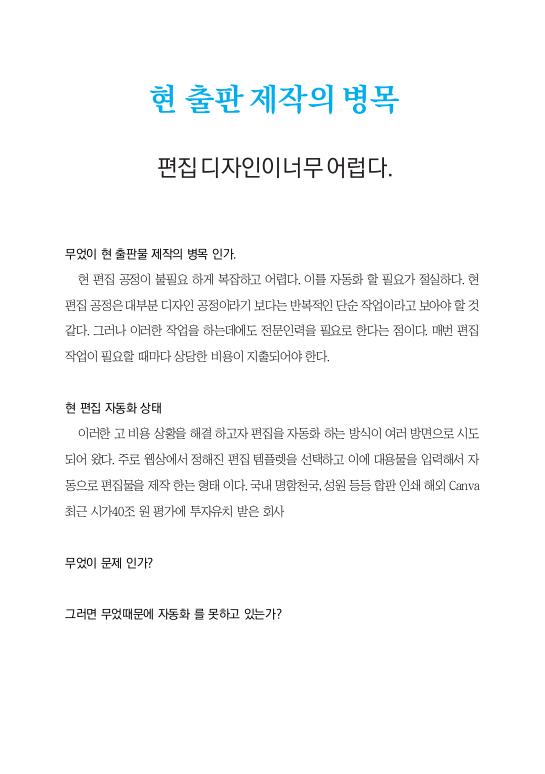 현 출판 제작의 병목
편집 디자인이 너무 어럽다.
무엇이 현 출판물 제작의 병목 인가.
현 편집 공정이 불필요 하게 복잡하고 어렵다. 이를 자동화 할 필요가 절실하다. 현
편집 공정은 대부분 디자인 공정이라기 보다는 반복적인 단순 작업이라고 보아야 할 것
같다. 그러나 이러한 작업을 하는데에도 전문인력을 필요로 한다는 점이다. 매번 편집
작업이 필요할 때마다 상당한 비용이 지출되어야 한다.
현 편집 자동화 상태
이러한 고 비용 상황을 해결 하고자 편집을 자동화 하는 방식이 여러 방면으로 시도
되어 왔다. 주로 웹상에서 정해진 편집 템플렛을 선택하고 이에 대용물을 입력해서 자
동으로 편집물을 제작 한는 형태 이다. 국내 명함천국, 성원 등등 합판 인쇄 해외 Canva
최근 시가40조 원 평가에 투자유치 받은 회사
무엇이 문제 인가?
그러면 무엇때문에 자동화 를 못하고 있는가?